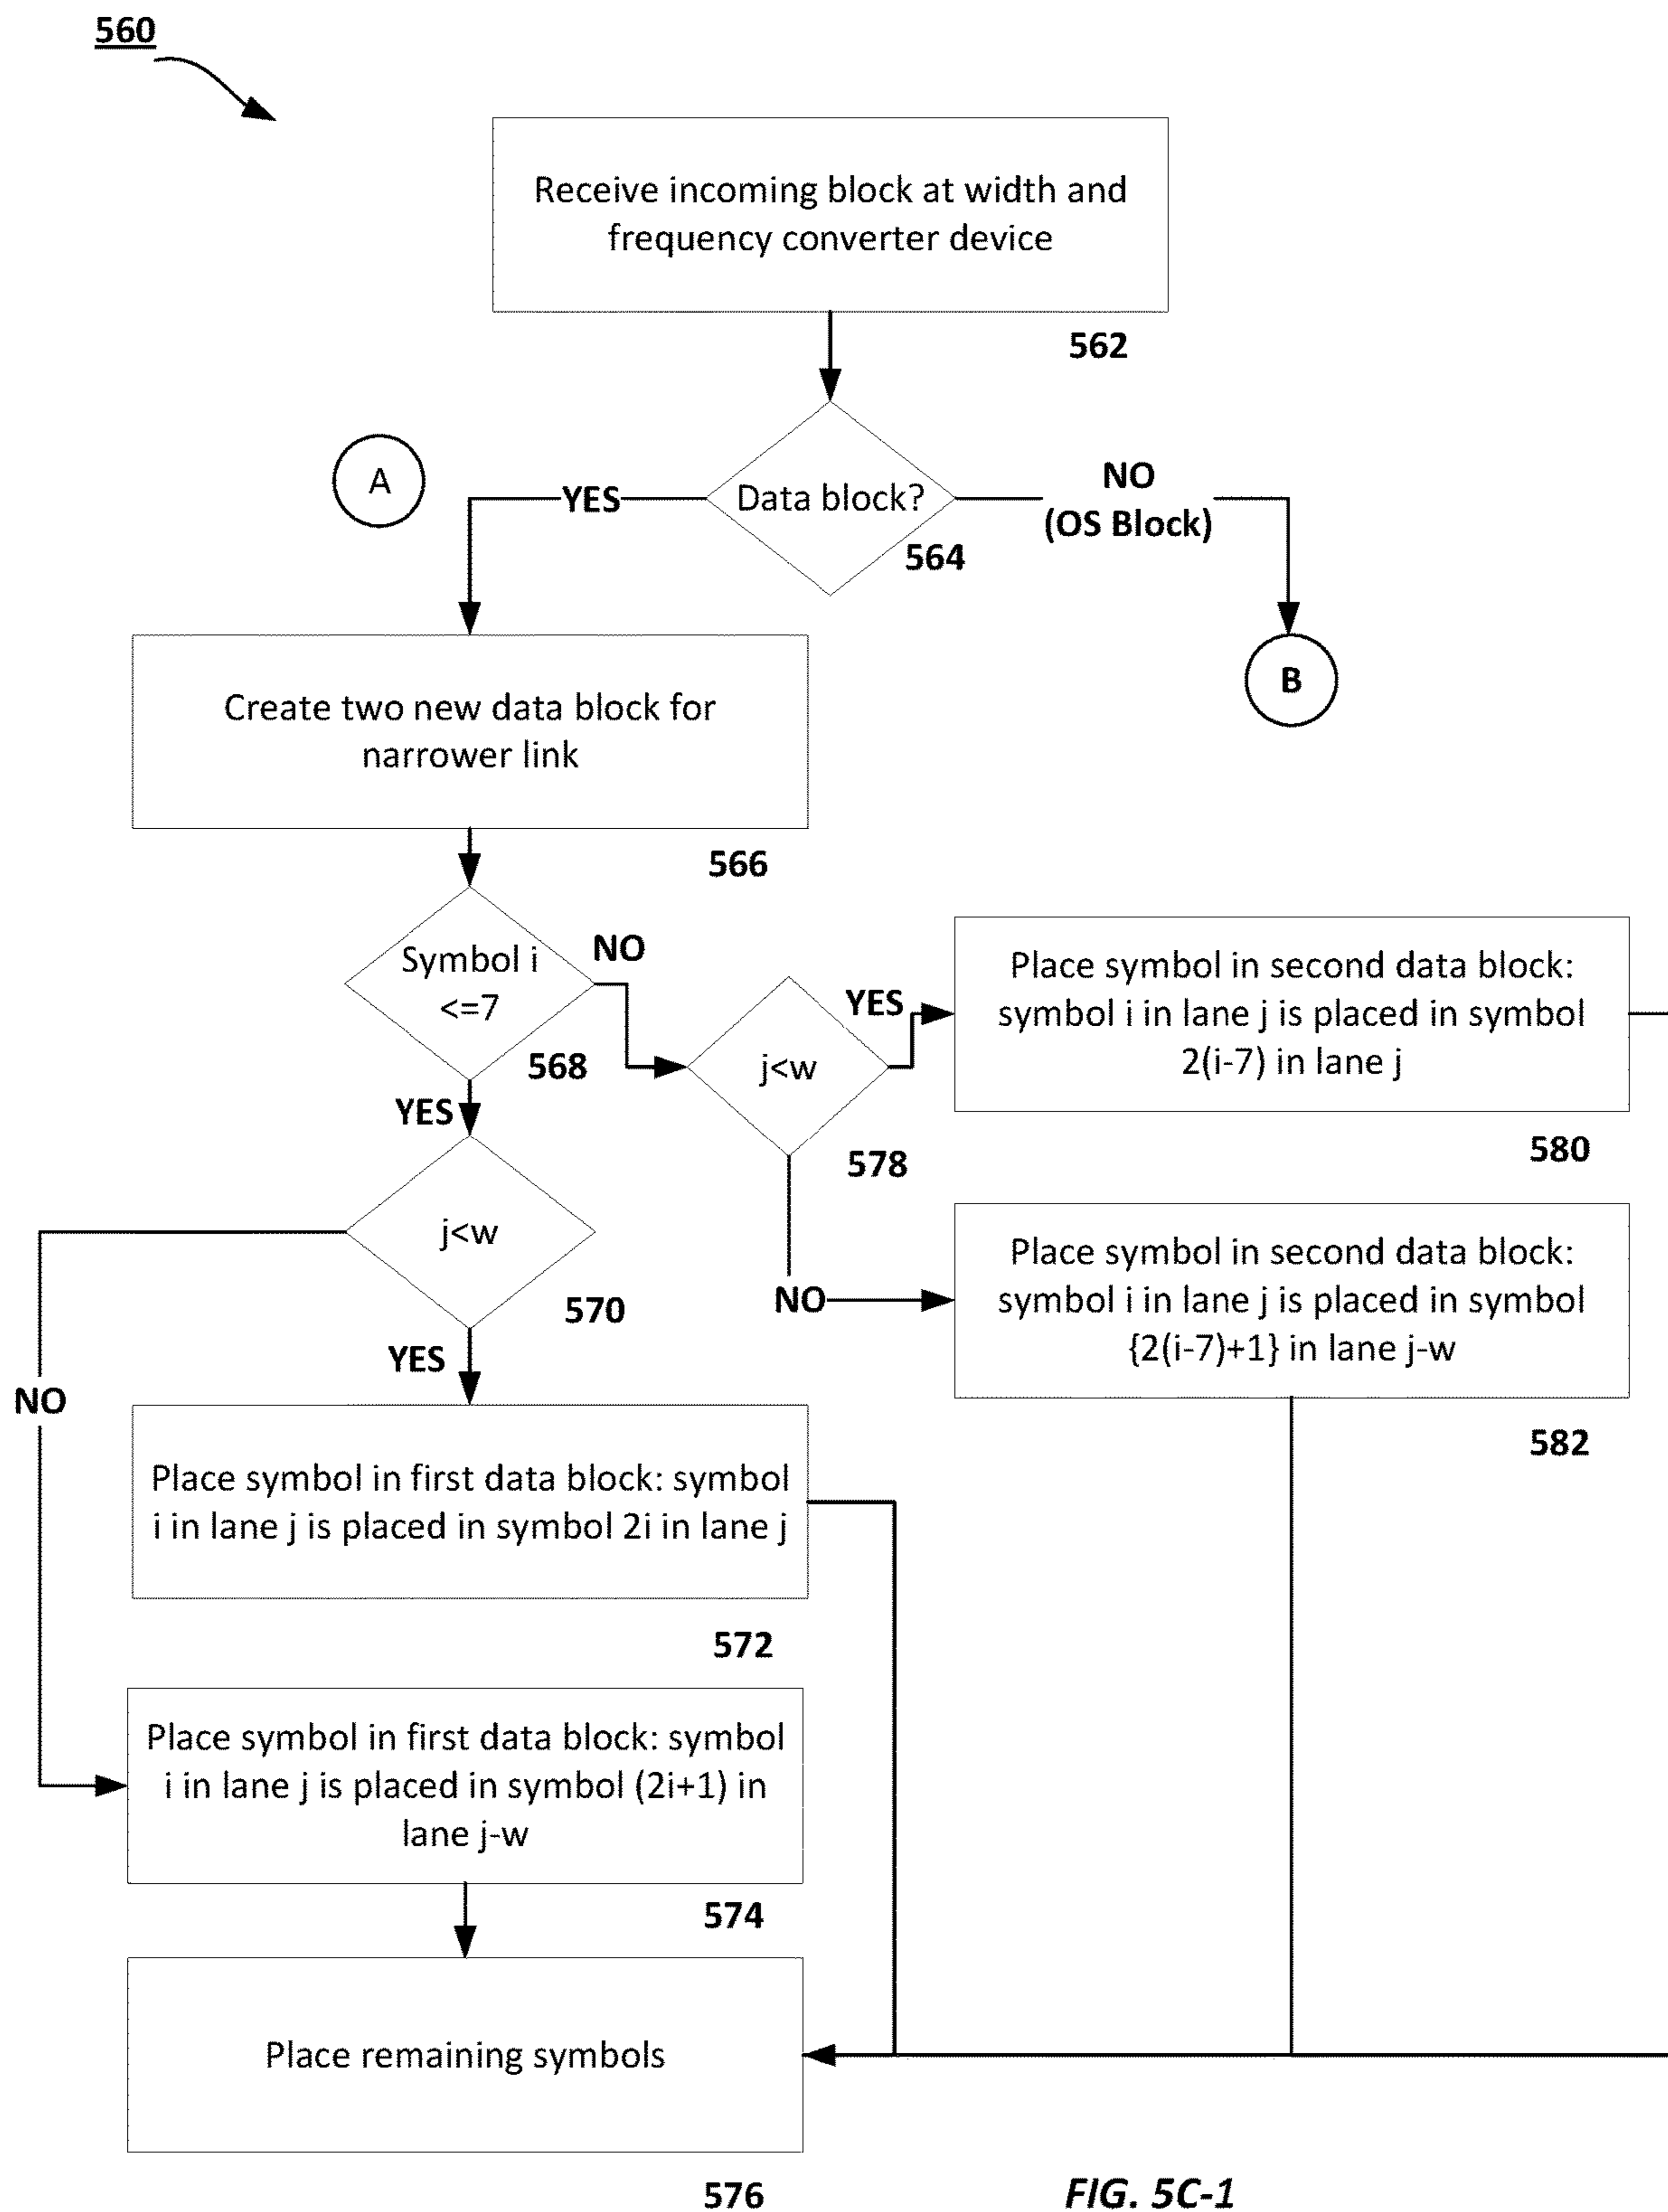 560
Receive incoming block at width and
frequency converter device
562
A
YES
Data block?
564
NO
(OS Block)
B
Create two new data block for
narrower link
566
Symbol i
<=7
568
NO
YES
j<w
578
YES
Place symbol in second data block:
symbol i in lane j is placed in symbol
2(i-7) in lane j
580
NO
Place symbol in second data block:
symbol i in lane j is placed in symbol
{2(i-7)+1} in lane j-w
582
j<w
570
YES
NO
Place symbol in first data block: symbol
i in lane j is placed in symbol 2i in lane j
572
Place symbol in first data block: symbol
i in lane j is placed in symbol (2i+1) in
lane j-w
574
Place remaining symbols
576
FIG. 5C-1